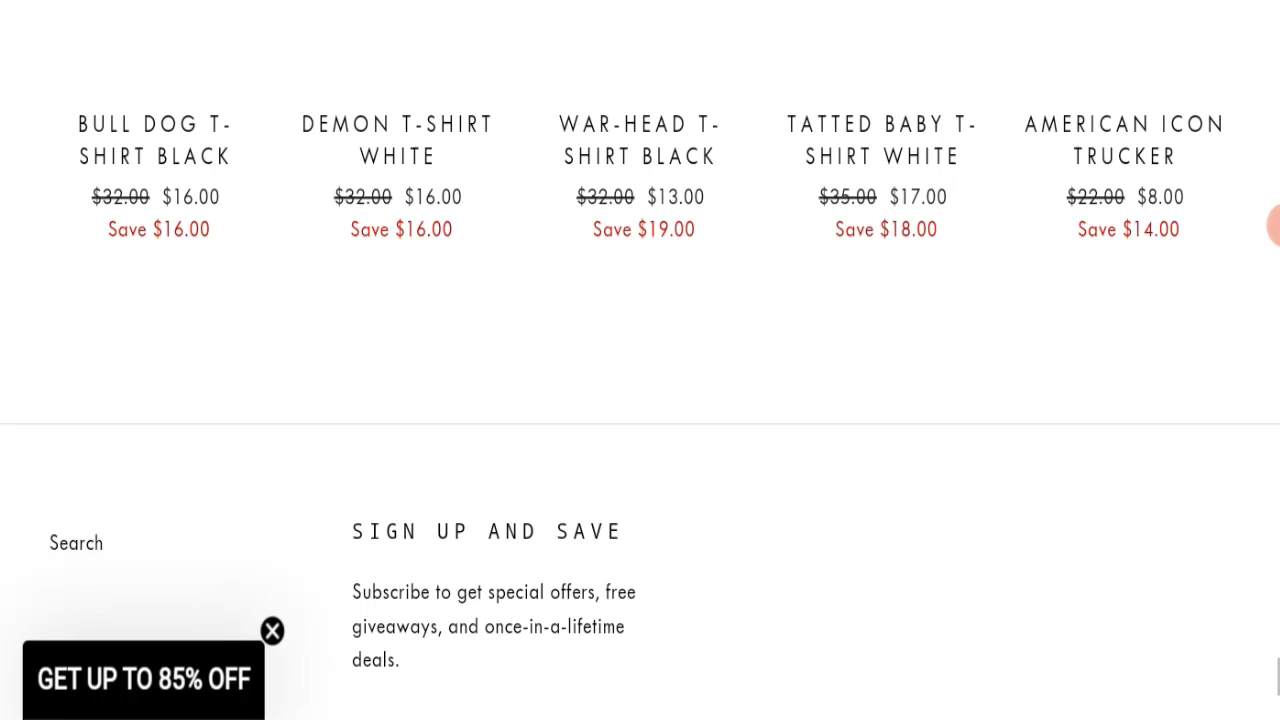 BULL DOG T-
SHIRT BLACK
$32.00 $16.00
Save $16.00
DEMON T-SHIRT
WHITE
$32.00 $16.00
Save $16.00
WAR-HEAD T-
SHIRT BLACK
$32.00 $13.00
Save $19.00
TATTED BABY T-
SHIRT WHITE
$35.00 $17.00
Save $18.00
AMERICAN ICON
TRUCKER
$22.00 $8.00
Save $14.00
Search
SIGN UP AND SAVE
Subscribe to get special offers, free
giveaways, and once-in-a-lifetime
deals.
GET UP TO 85% OFF